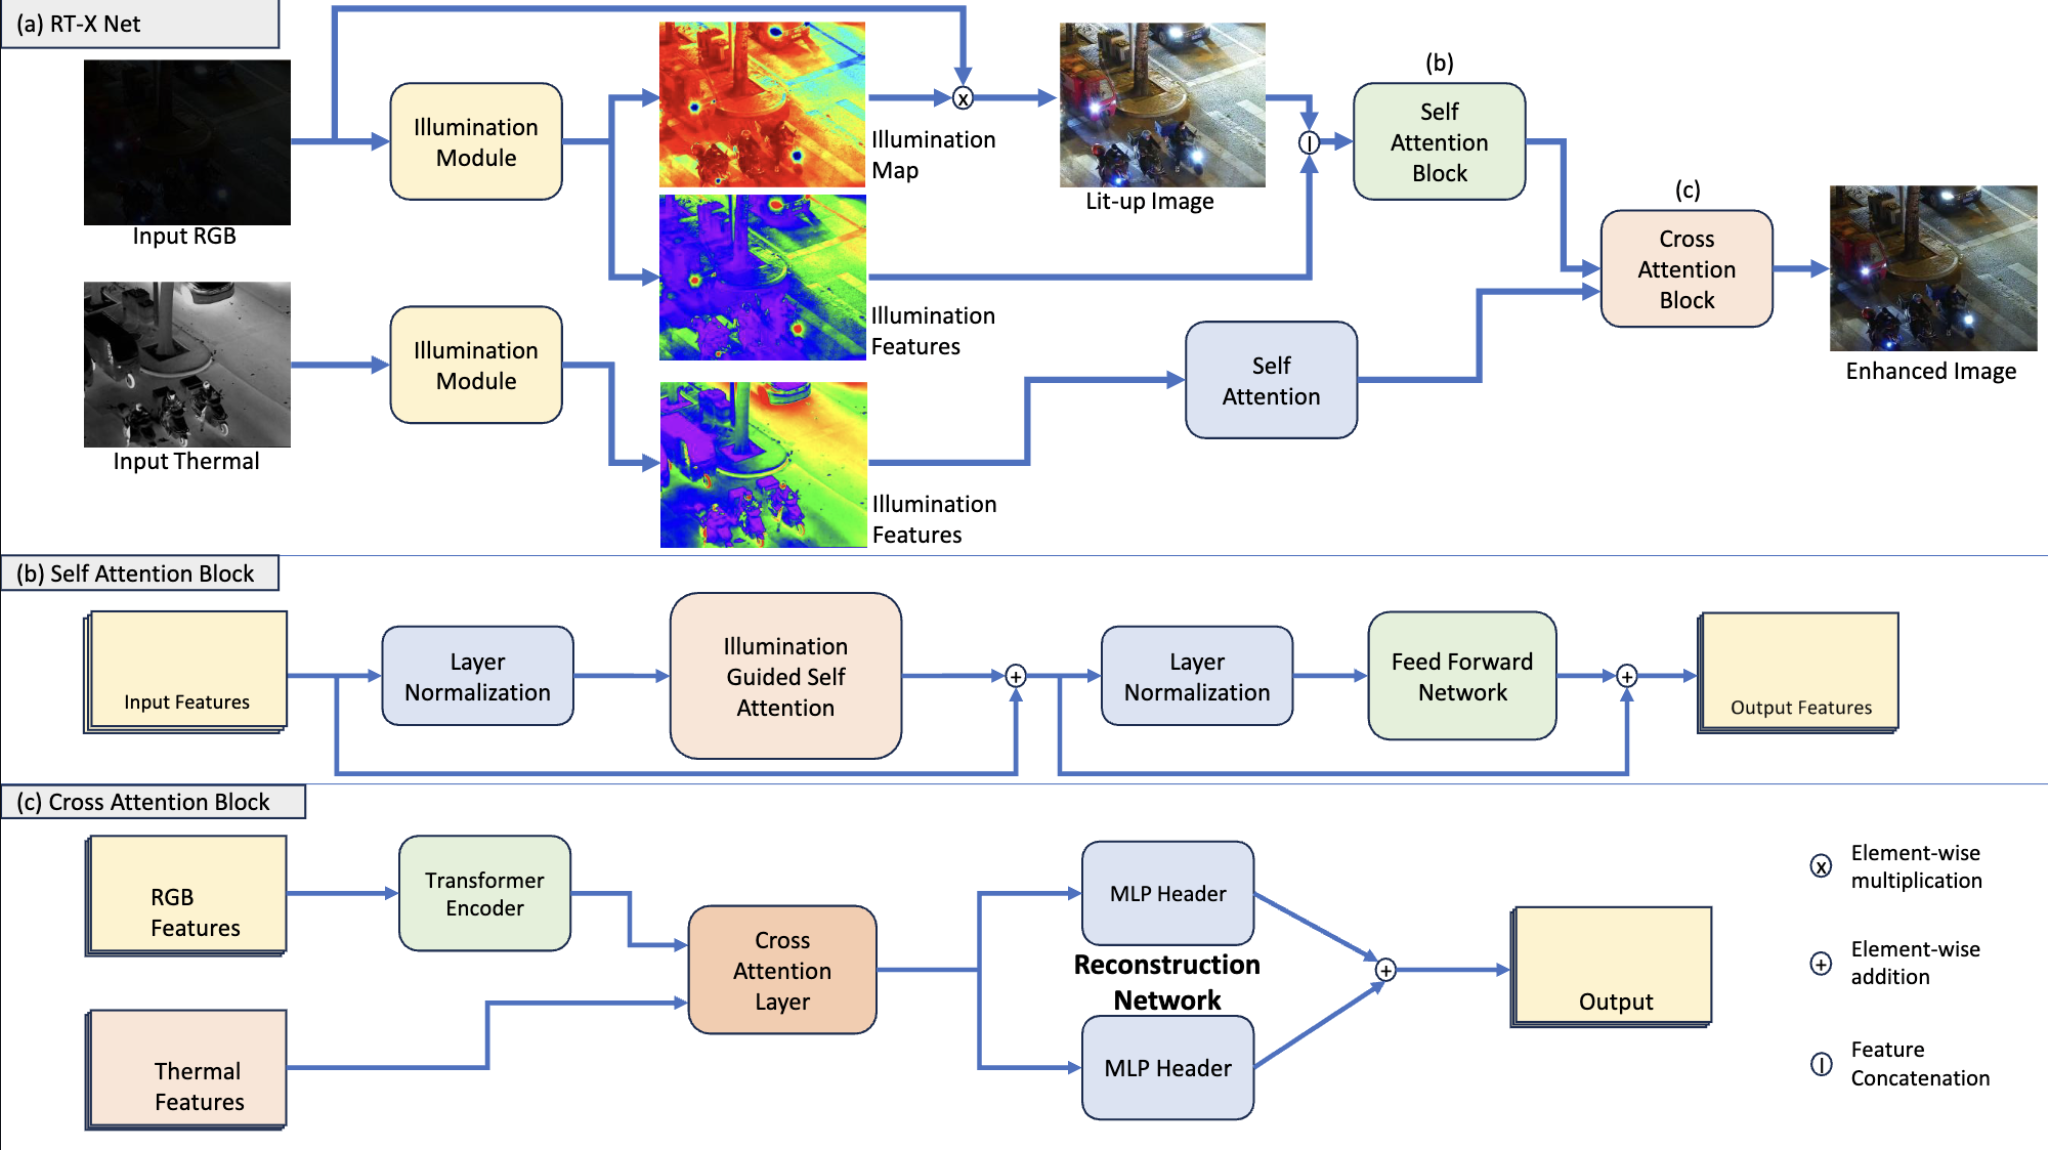 (a) RT-X Net
Input RGB
Illumination
Module
Illumination
Map
Lit-up Image
(b)
Self
Attention
Block
(c)
Cross
Attention
Block
Enhanced Image
Illumination
Features
Input Thermal
Illumination
Module
Illumination
Features
Self
Attention
(b) Self Attention Block
Input Features
Layer
Normalization
Illumination
Guided Self
Attention
+
Layer
Normalization
Feed Forward
Network
+
Output Features
(c) Cross Attention Block
RGB
Features
Transformer
Encoder
Thermal
Features
Cross
Attention
Layer
MLP Header
Reconstruction
Network
MLP Header
+
Output
x
Element-wise
multiplication
+
Element-wise
addition
|
Feature
Concatenation